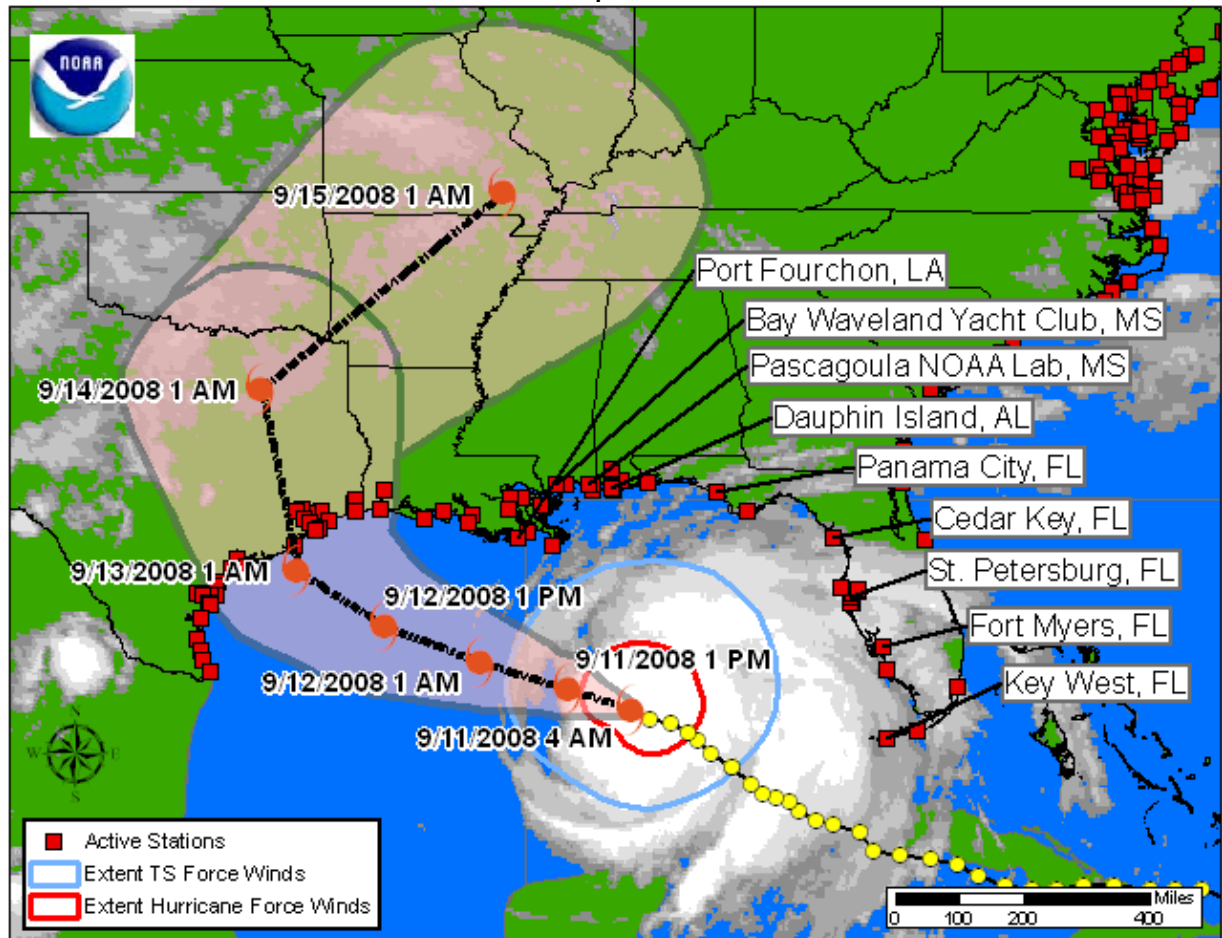 NOAA
9/15/2008 1 AM
Port Fourchon, LA
Bay Waveland Yacht Club, MS
Pascagoula NOAA Lab, MS
9/14/2008 1 AM
Dauphin Island, AL
Panama City, FL
Cedar Key, FL
9/13/2008 1 AM
St. Petersburg, FL
9/12/2008 1 PM
Fort Myers, FL
9/11/2008 1 PM
9/12/2008 1 AM
Key West, FL
9/11/2008 4 AM
S
W E
S
Active Stations
Extent TS Force Winds
Extent Hurricane Force Winds
Miles
0 100 200 400